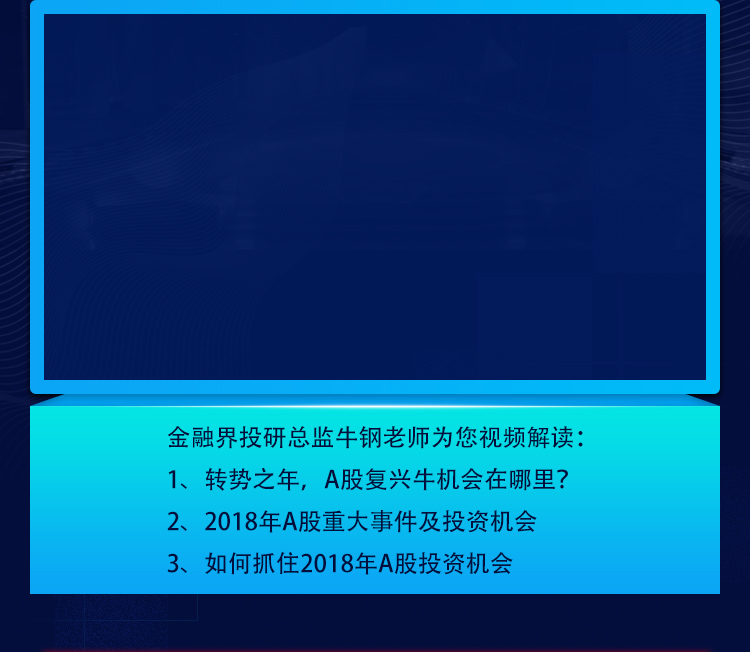 金融界投研总监牛钢老师为您视频解读：
1、转势之年，A股复兴牛机会在哪里？
2、2018年A股重大事件及投资机会
3、如何抓住2018年A股投资机会